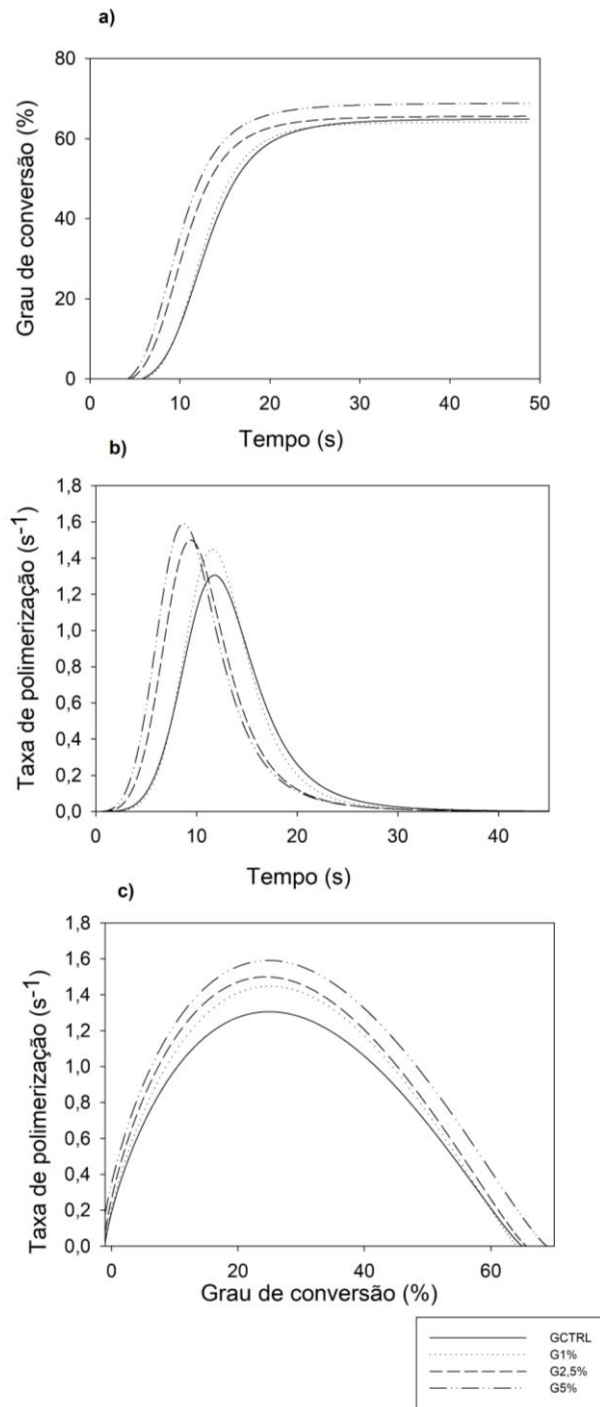 a)
80
60
40
20
0
Grau de conversão (%)
0 10 20 30 40 50
Tempo (s)
b)
1,8
1,6
1,4
1,2
1,0
0,8
0,6
0,4
0,2
0,0
Taxa de polimerização (s-1)
0 10 20 30 40
Tempo (s)
c)
1,8
1,6
1,4
1,2
1,0
0,8
0,6
0,4
0,2
0,0
Taxa de polimerização (s-1)
0 20 40 60
Grau de conversão (%)
GCTRL
G1%
G2,5%
G5%